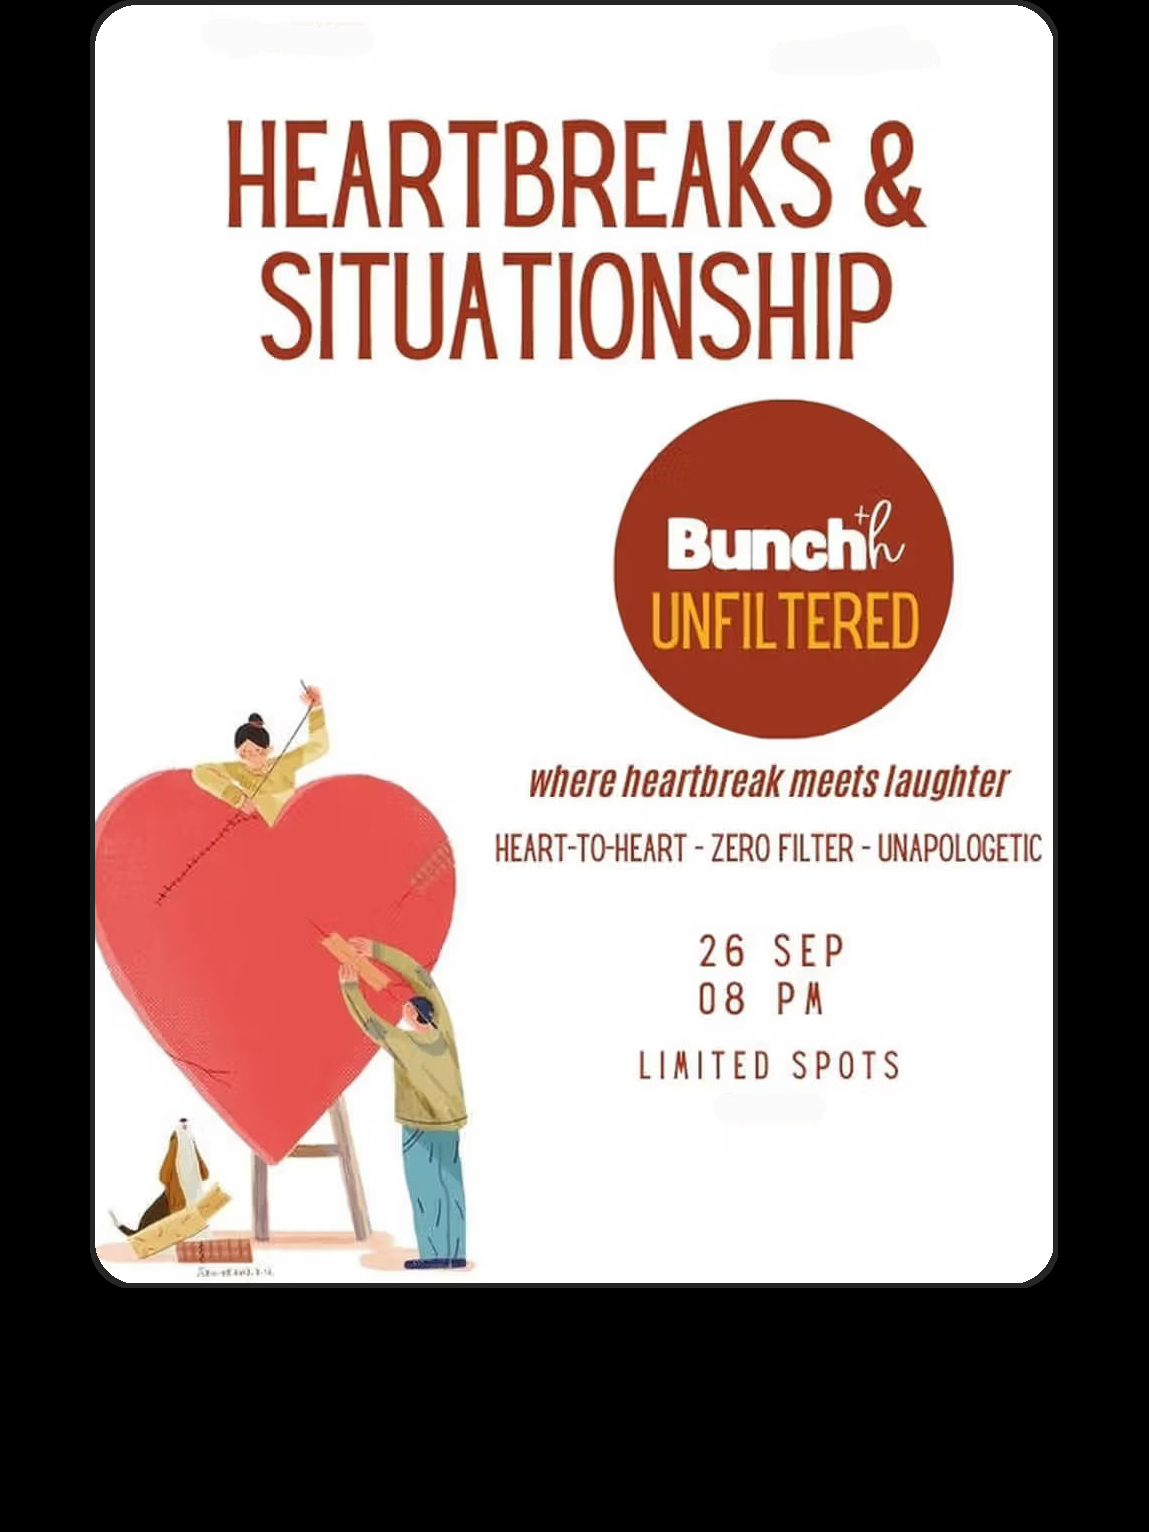 HEARTBREAKS &
SITUATIONSHIP
Bunch+h
UNFILTERED
where heartbreak meets laughter
HEART-TO-HEART - ZERO FILTER - UNAPOLOGETIC
26 SEP
08 PM
LIMITED SPOTS